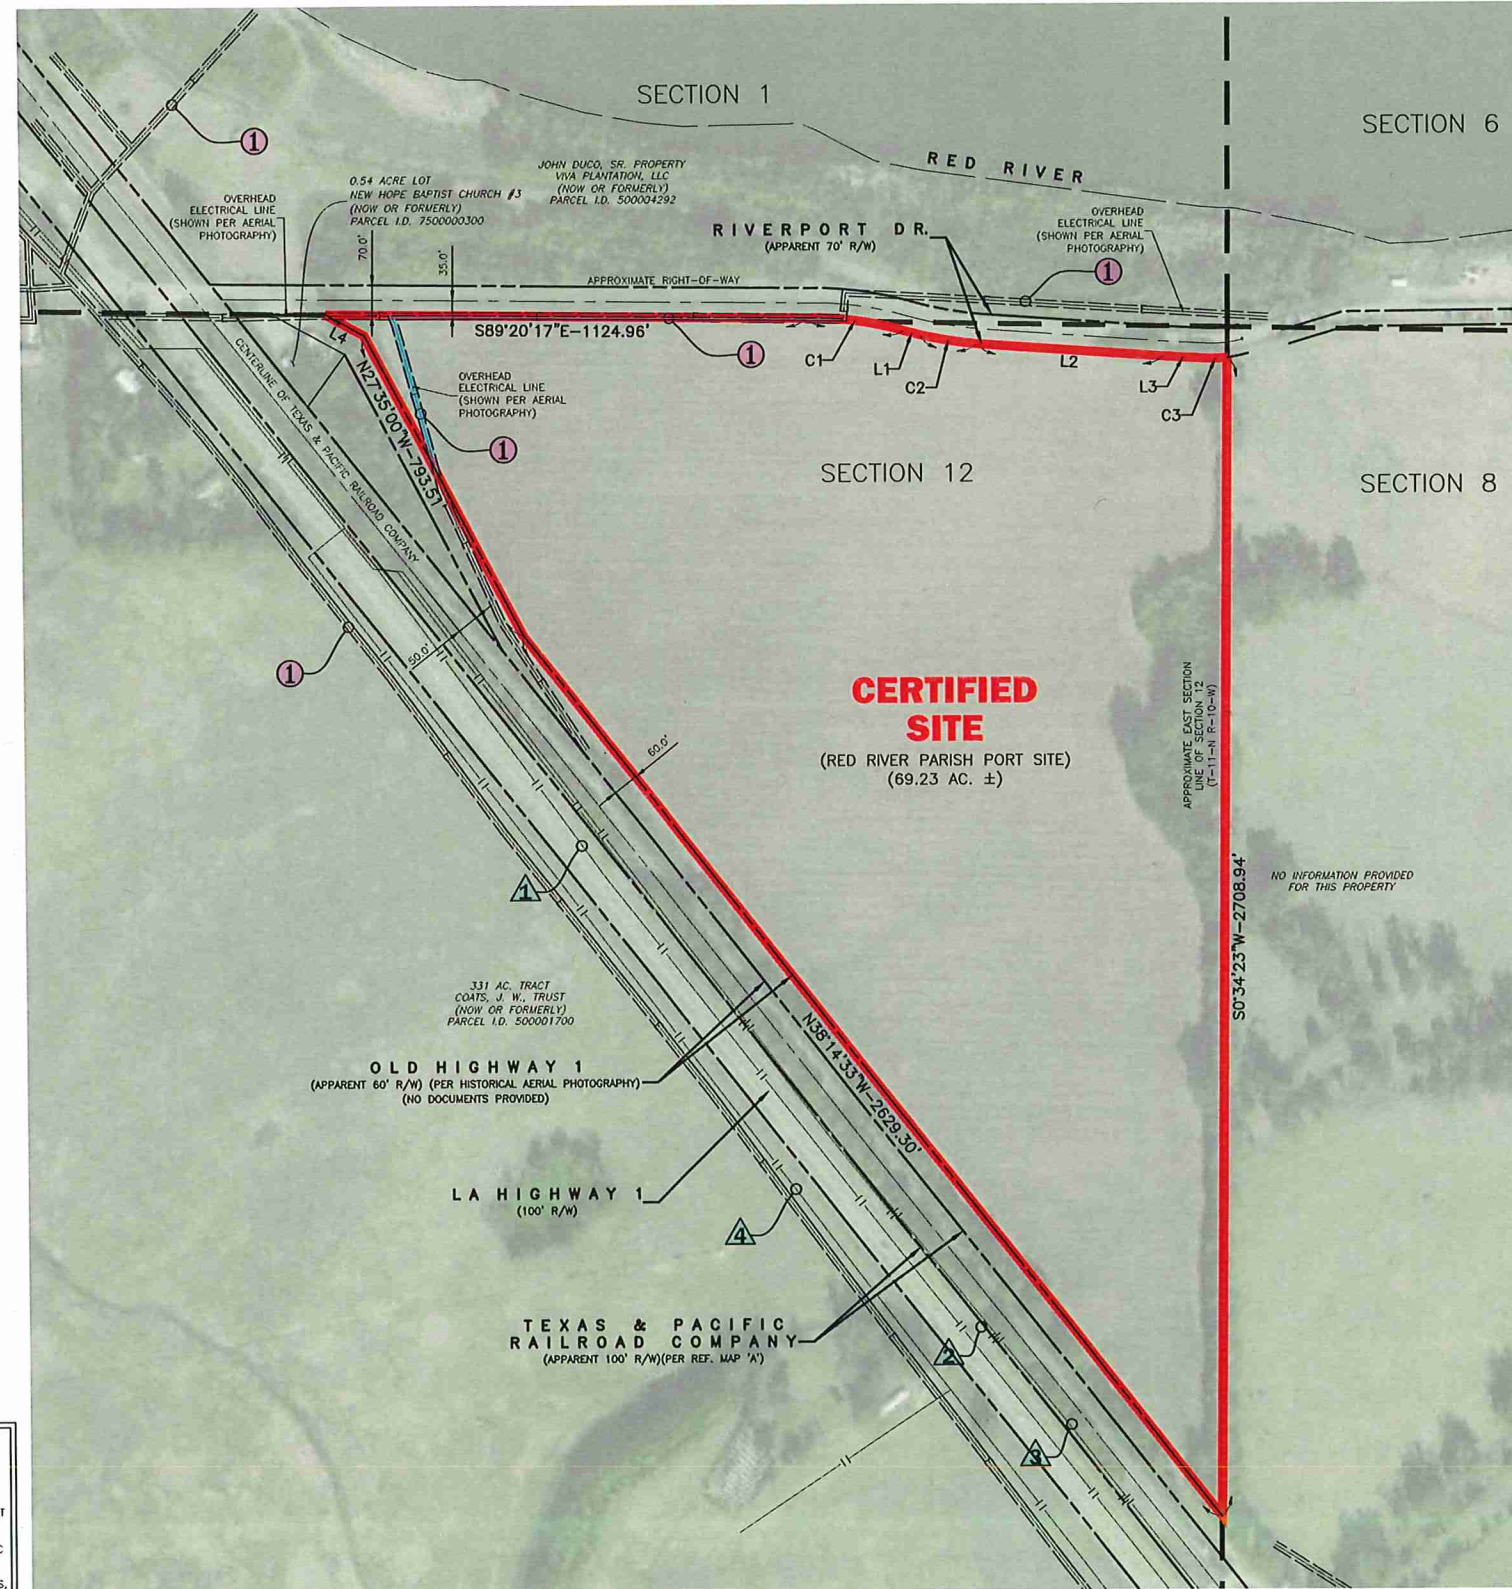 SECTION 1
SECTION 6
RED RIVER
1
JOHN DUCO, SR. PROPERTY
VIVA PLANTATION, LLC
(NOW OR FORMERLY)
PARCEL I.D. 500004292
0.54 ACRE LOT
NEW HOPE BAPTIST CHURCH #3
(NOW OR FORMERLY)
PARCEL I.D. 7500000300
OVERHEAD
ELECTRICAL LINE
(SHOWN PER AERIAL
PHOTOGRAPHY)
OVERHEAD
ELECTRICAL LINE
(SHOWN PER AERIAL
PHOTOGRAPHY)
RIVERPORT DR.
(APPARENT 70' R/W)
1
70.0'
35.0'
APPROXIMATE RIGHT-OF-WAY
S89°20'17"E-1124.96'
1
L4
C1
L1
C2
L2
L3
C3
N27°35'00"W-793.51'
OVERHEAD
ELECTRICAL LINE
(SHOWN PER AERIAL
PHOTOGRAPHY)
1
CENTERLINE OF TEXAS & PACIFIC RAILROAD COMPANY
SECTION 12
SECTION 8
50.0'
1
CERTIFIED
SITE
(RED RIVER PARISH PORT SITE)
(69.23 AC. ±)
APPROXIMATE EAST SECTION
LINE OF SECTION 12
(T-11-N R-10-W)
60.0'
1
NO INFORMATION PROVIDED
FOR THIS PROPERTY
S0°34'23"W-2708.94'
331 AC. TRACT
COATS, J. W., TRUST
(NOW OR FORMERLY)
PARCEL I.D. 500001700
N38°14'33"W-2629.30'
OLD HIGHWAY 1
(APPARENT 60' R/W) (PER HISTORICAL AERIAL PHOTOGRAPHY)
(NO DOCUMENTS PROVIDED)
LA HIGHWAY 1
(100' R/W)
4
TEXAS & PACIFIC
RAILROAD COMPANY
(APPARENT 100' R/W)(PER REF. MAP 'A')
2
3
T
C
S,